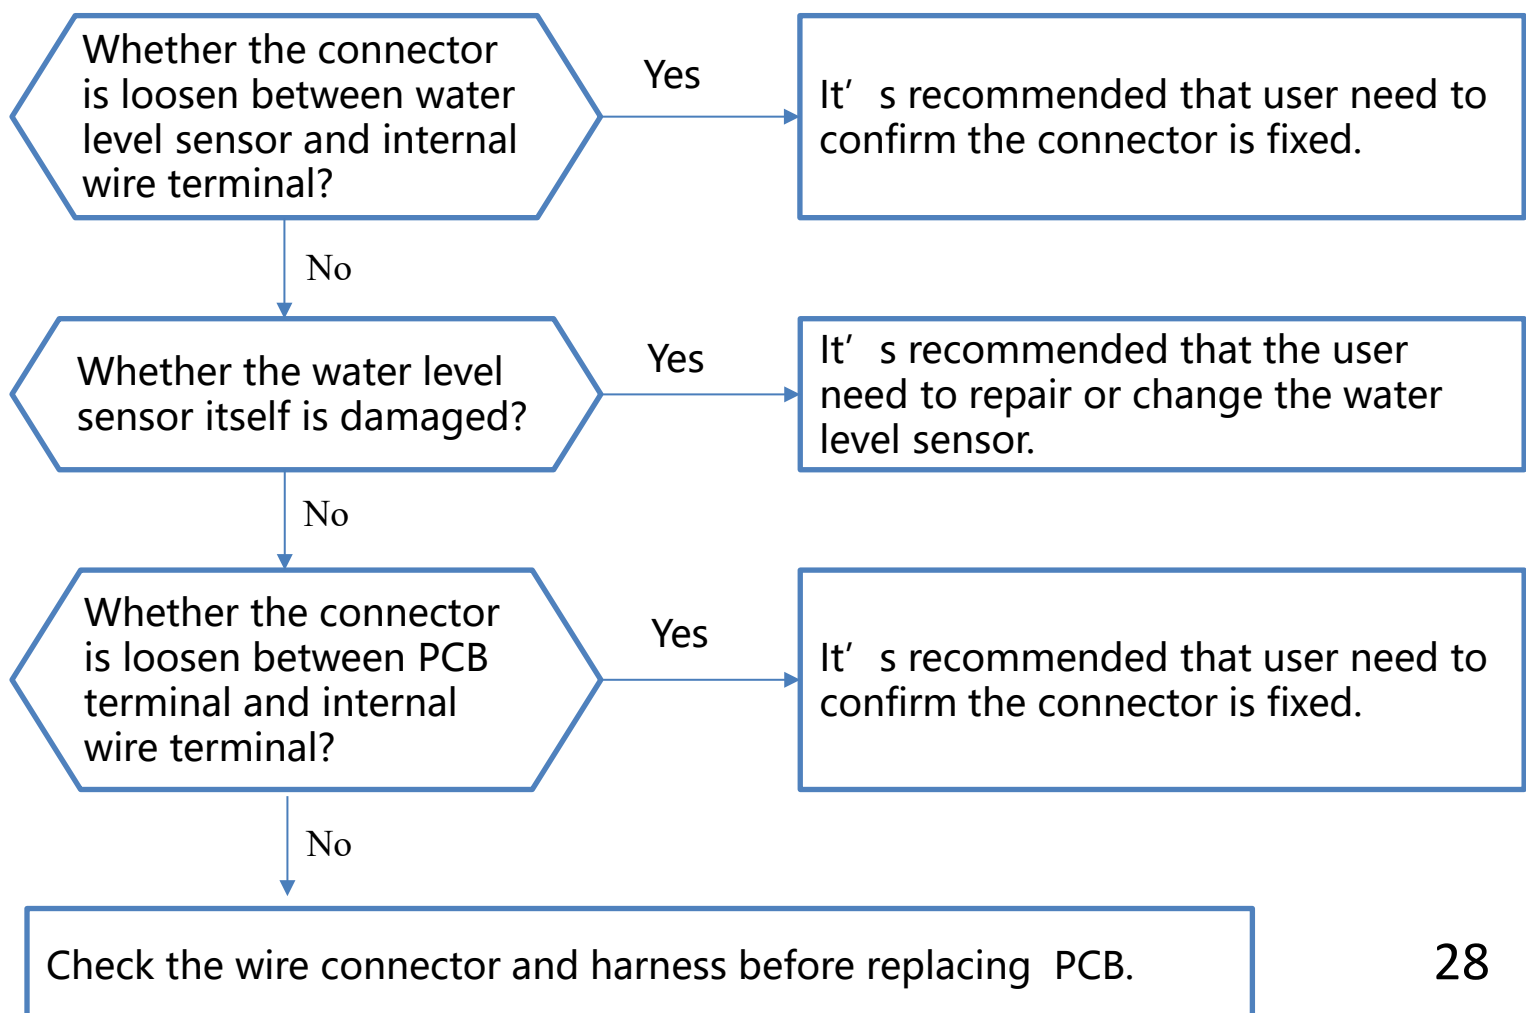 Whether the connector
is loosen between water
level sensor and internal
wire terminal?
Yes
It’ s recommended that user need to
confirm the connector is fixed.
No
Whether the water level
sensor itself is damaged?
Yes
It’ s recommended that the user
need to repair or change the water
level sensor.
No
Whether the connector
is loosen between PCB
terminal and internal
wire terminal?
Yes
It’ s recommended that user need to
confirm the connector is fixed.
No
Check the wire connector and harness before replacing  PCB.
28